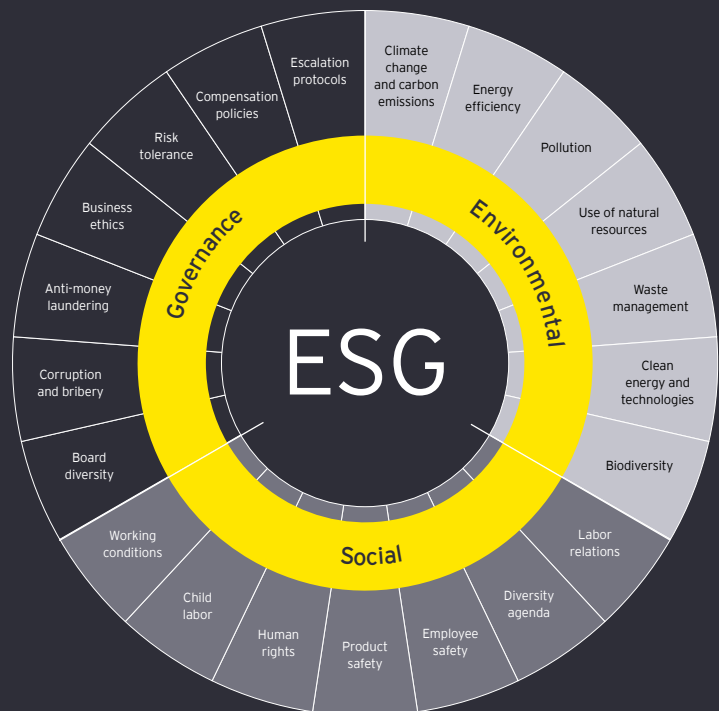 ESG
Environmental
Climate
change
and carbon
emissions
Energy
efficiency
Pollution
Use of natural
resources
Waste
management
Clean
energy and
technologies
Biodiversity
Social
Labor
relations
Diversity
agenda
Employee
safety
Product
safety
Human
rights
Child
labor
Working
conditions
Governance
Board
diversity
Corruption
and bribery
Anti-money
laundering
Business
ethics
Risk
tolerance
Compensation
policies
Escalation
protocols